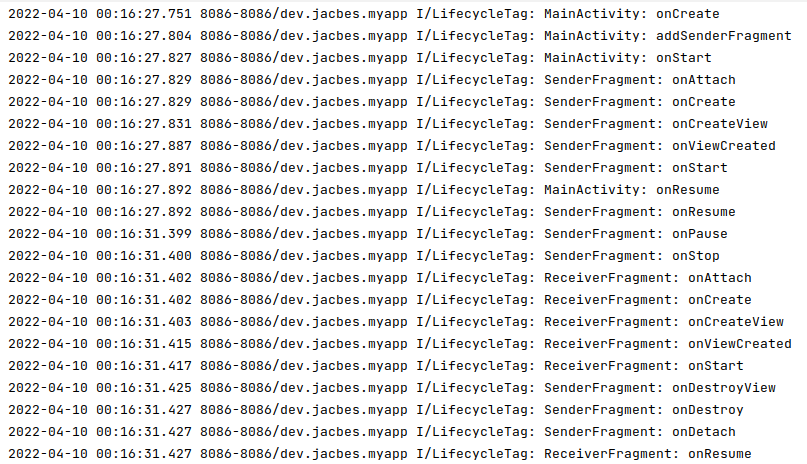 2022-04-10 00:16:27.751 8086-8086/dev.jacbes.myapp I/LifecycleTag: MainActivity: onCreate
2022-04-10 00:16:27.804 8086-8086/dev.jacbes.myapp I/LifecycleTag: MainActivity: addSenderFragment
2022-04-10 00:16:27.827 8086-8086/dev.jacbes.myapp I/LifecycleTag: MainActivity: onStart
2022-04-10 00:16:27.829 8086-8086/dev.jacbes.myapp I/LifecycleTag: SenderFragment: onAttach
2022-04-10 00:16:27.829 8086-8086/dev.jacbes.myapp I/LifecycleTag: SenderFragment: onCreate
2022-04-10 00:16:27.831 8086-8086/dev.jacbes.myapp I/LifecycleTag: SenderFragment: onCreateView
2022-04-10 00:16:27.887 8086-8086/dev.jacbes.myapp I/LifecycleTag: SenderFragment: onViewCreated
2022-04-10 00:16:27.891 8086-8086/dev.jacbes.myapp I/LifecycleTag: SenderFragment: onStart
2022-04-10 00:16:27.892 8086-8086/dev.jacbes.myapp I/LifecycleTag: MainActivity: onResume
2022-04-10 00:16:27.892 8086-8086/dev.jacbes.myapp I/LifecycleTag: SenderFragment: onResume
2022-04-10 00:16:31.399 8086-8086/dev.jacbes.myapp I/LifecycleTag: SenderFragment: onPause
2022-04-10 00:16:31.400 8086-8086/dev.jacbes.myapp I/LifecycleTag: SenderFragment: onStop
2022-04-10 00:16:31.402 8086-8086/dev.jacbes.myapp I/LifecycleTag: ReceiverFragment: onAttach
2022-04-10 00:16:31.402 8086-8086/dev.jacbes.myapp I/LifecycleTag: ReceiverFragment: onCreate
2022-04-10 00:16:31.403 8086-8086/dev.jacbes.myapp I/LifecycleTag: ReceiverFragment: onCreateView
2022-04-10 00:16:31.415 8086-8086/dev.jacbes.myapp I/LifecycleTag: ReceiverFragment: onViewCreated
2022-04-10 00:16:31.417 8086-8086/dev.jacbes.myapp I/LifecycleTag: ReceiverFragment: onStart
2022-04-10 00:16:31.425 8086-8086/dev.jacbes.myapp I/LifecycleTag: SenderFragment: onDestroyView
2022-04-10 00:16:31.427 8086-8086/dev.jacbes.myapp I/LifecycleTag: SenderFragment: onDestroy
2022-04-10 00:16:31.427 8086-8086/dev.jacbes.myapp I/LifecycleTag: SenderFragment: onDetach
2022-04-10 00:16:31.427 8086-8086/dev.jacbes.myapp I/LifecycleTag: ReceiverFragment: onResume